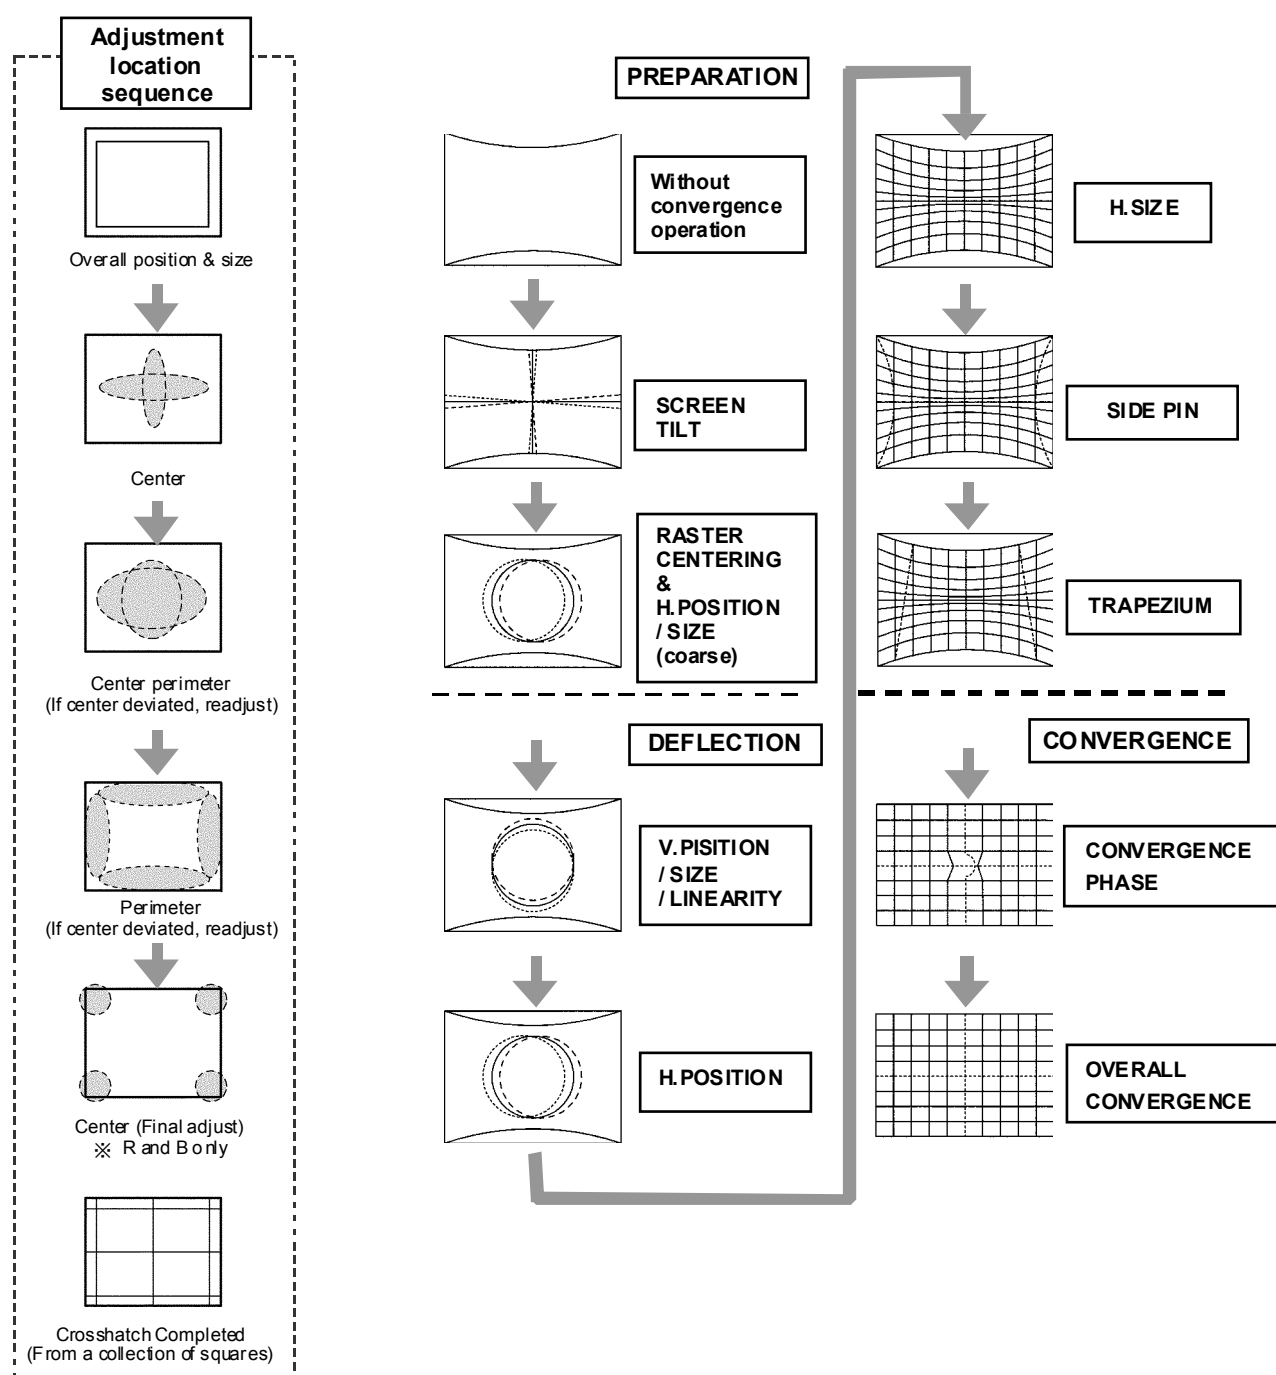 Adjustment
location
sequence
Overall position & size
Center
Center perimeter
(If center deviated, readjust)
Perimeter
(If center deviated, readjust)
Center (Final adjust)
※ R and B only
Crosshatch Completed
(From a collection of squares)
PREPARATION
Without
convergence
operation
SCREEN
TILT
RASTER
CENTERING
&
H.POSITION
/ SIZE
(coarse)
DEFLECTION
V.PISITION
/ SIZE
/ LINEARITY
H.POSITION
H.SIZE
SIDE PIN
TRAPEZIUM
CONVERGENCE
CONVERGENCE
PHASE
OVERALL
CONVERGENCE